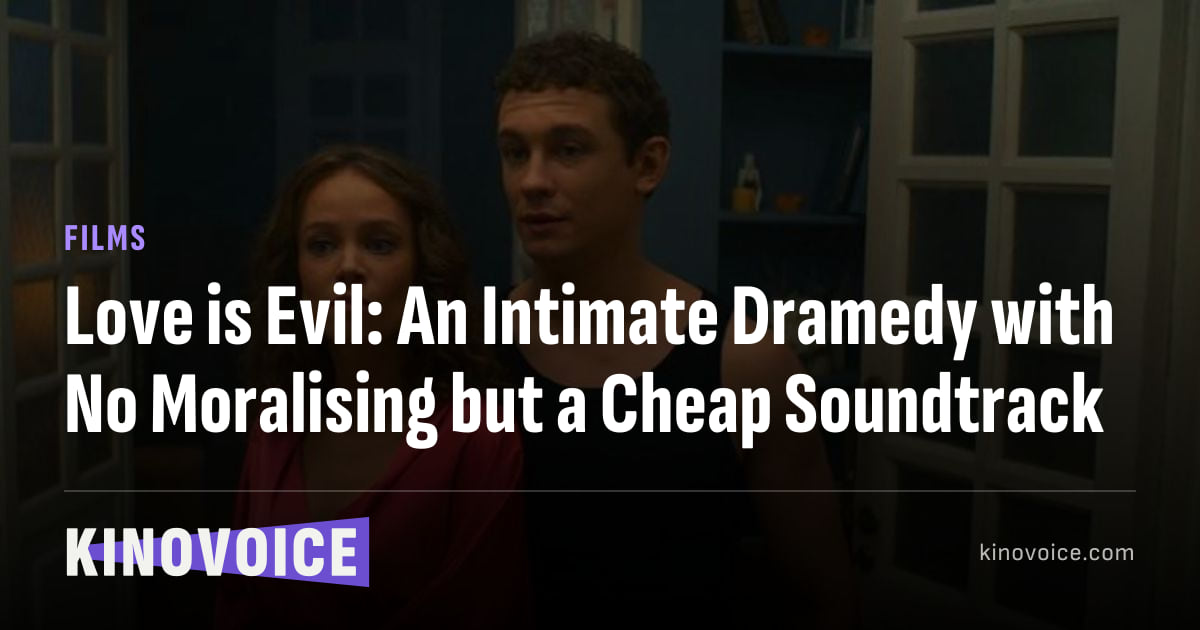 FILMS
Love is Evil: An Intimate Dramedy with
No Moralising but a Cheap Soundtrack
KINOVOICE
kinovoice.com